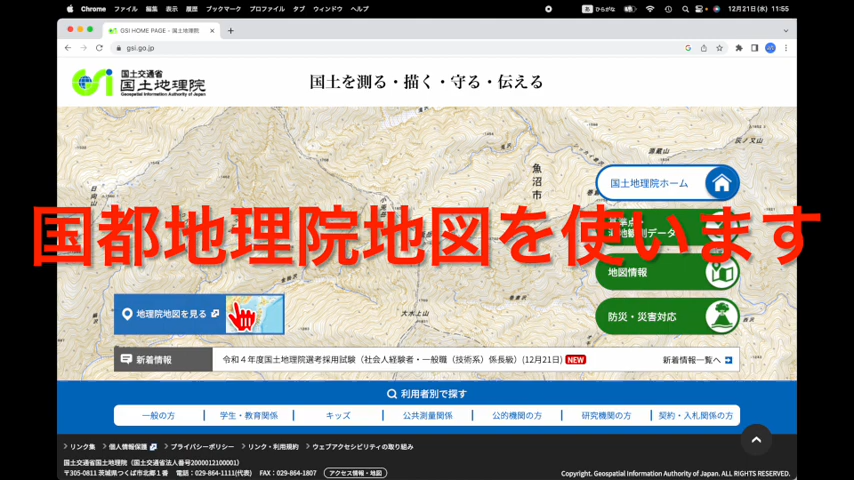 Chrome ファイル 編集 表示 履歴 ブックマーク プロファイル タブ ウィンドウ ヘルプ
あ ひらがな 12月21日(水) 11:55
GSI HOME PAGE - 国土地理院
gsi.go.jp
国土交通省
国土地理院
Geospatial Information Authority of Japan
国土を測る・描く・守る・伝える
魚沼市
国土地理院ホーム
国都地理院地図を使います
地図情報
防災・災害対応
地理院地図を見る
大水上山
新着情報
令和４年度国土地理院選考採用試験（社会人経験者・一般職（技術系）係長級）(12月21日) NEW
新着情報一覧へ
利用者別で探す
一般の方
学生・教育関係
キッズ
公共測量関係
公的機関の方
研究機関の方
契約・入札関係の方
リンク集 個人情報保護 プライバシーポリシー リンク・利用規約 ウェブアクセシビリティの取り組み
国土交通省国土地理院（国土交通省法人番号2000012100001）
〒305-0811 茨城県つくば市北郷１番 電話：029-864-1111(代表) FAX：029-864-1807 アクセス情報・地図
Copyright. Geospatial Information Authority of Japan. ALL RIGHTS RESERVED.